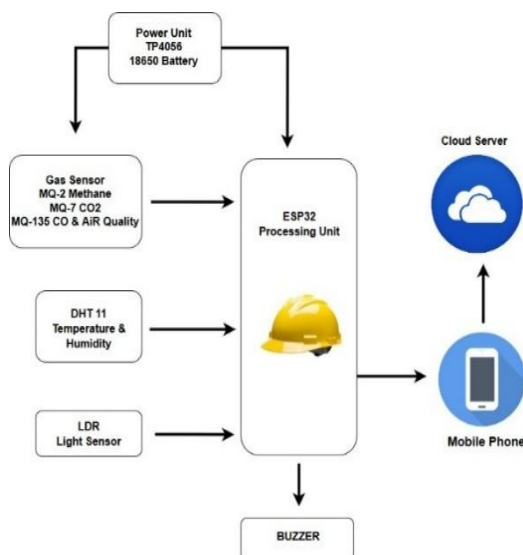 Power Unit
TP4056
18650 Battery
Cloud Server
Gas Sensor
MQ-2 Methane
MQ-7 CO2
MQ-135 CO & AiR Quality
ESP32
Processing Unit
DHT 11
Temperature &
Humidity
LDR
Light Sensor
Mobile Phone
BUZZER